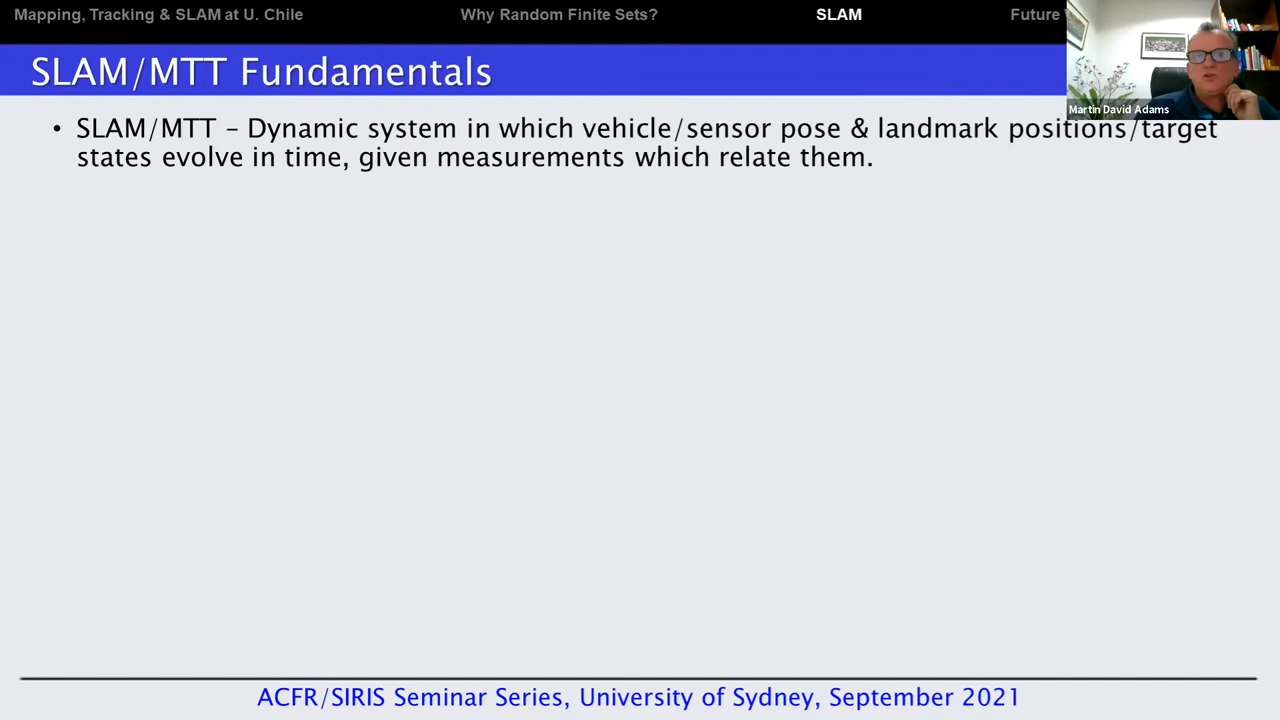 Mapping, Tracking & SLAM at U. Chile
Why Random Finite Sets?
SLAM
Future
SLAM/MTT Fundamentals
Martin David Adams
• SLAM/MTT – Dynamic system in which vehicle/sensor pose & landmark positions/target
states evolve in time, given measurements which relate them.
ACFR/SIRIS Seminar Series, University of Sydney, September 2021